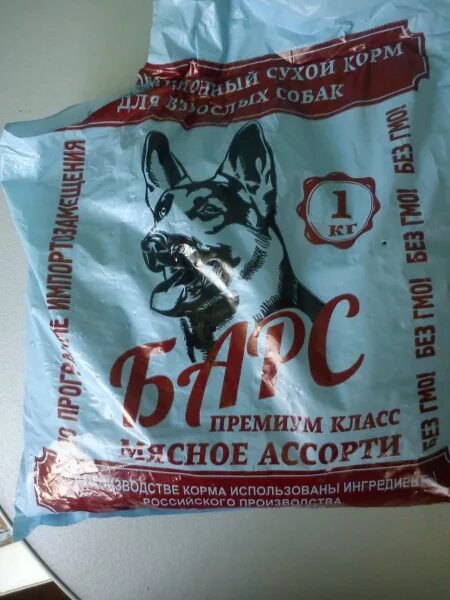 СУХОЙ КОРМ
ДЛЯ ВЗРОСЛЫХ СОБАК
ПО ПРОГРАММЕ ИМПОРТОЗАМЕЩЕНИЯ
1
КГ
БЕЗ ГМО! БЕЗ ГМО! БЕЗ ГМО! БЕЗ ГМО!
БАРС
ПРЕМИУМ КЛАСС
МЯСНОЕ АССОРТИ
КОРМА ИСПОЛЬЗОВАНЫ ИНГРЕДИЕНТЫ
РОССИЙСКОГО ПРОИЗВОДСТВА